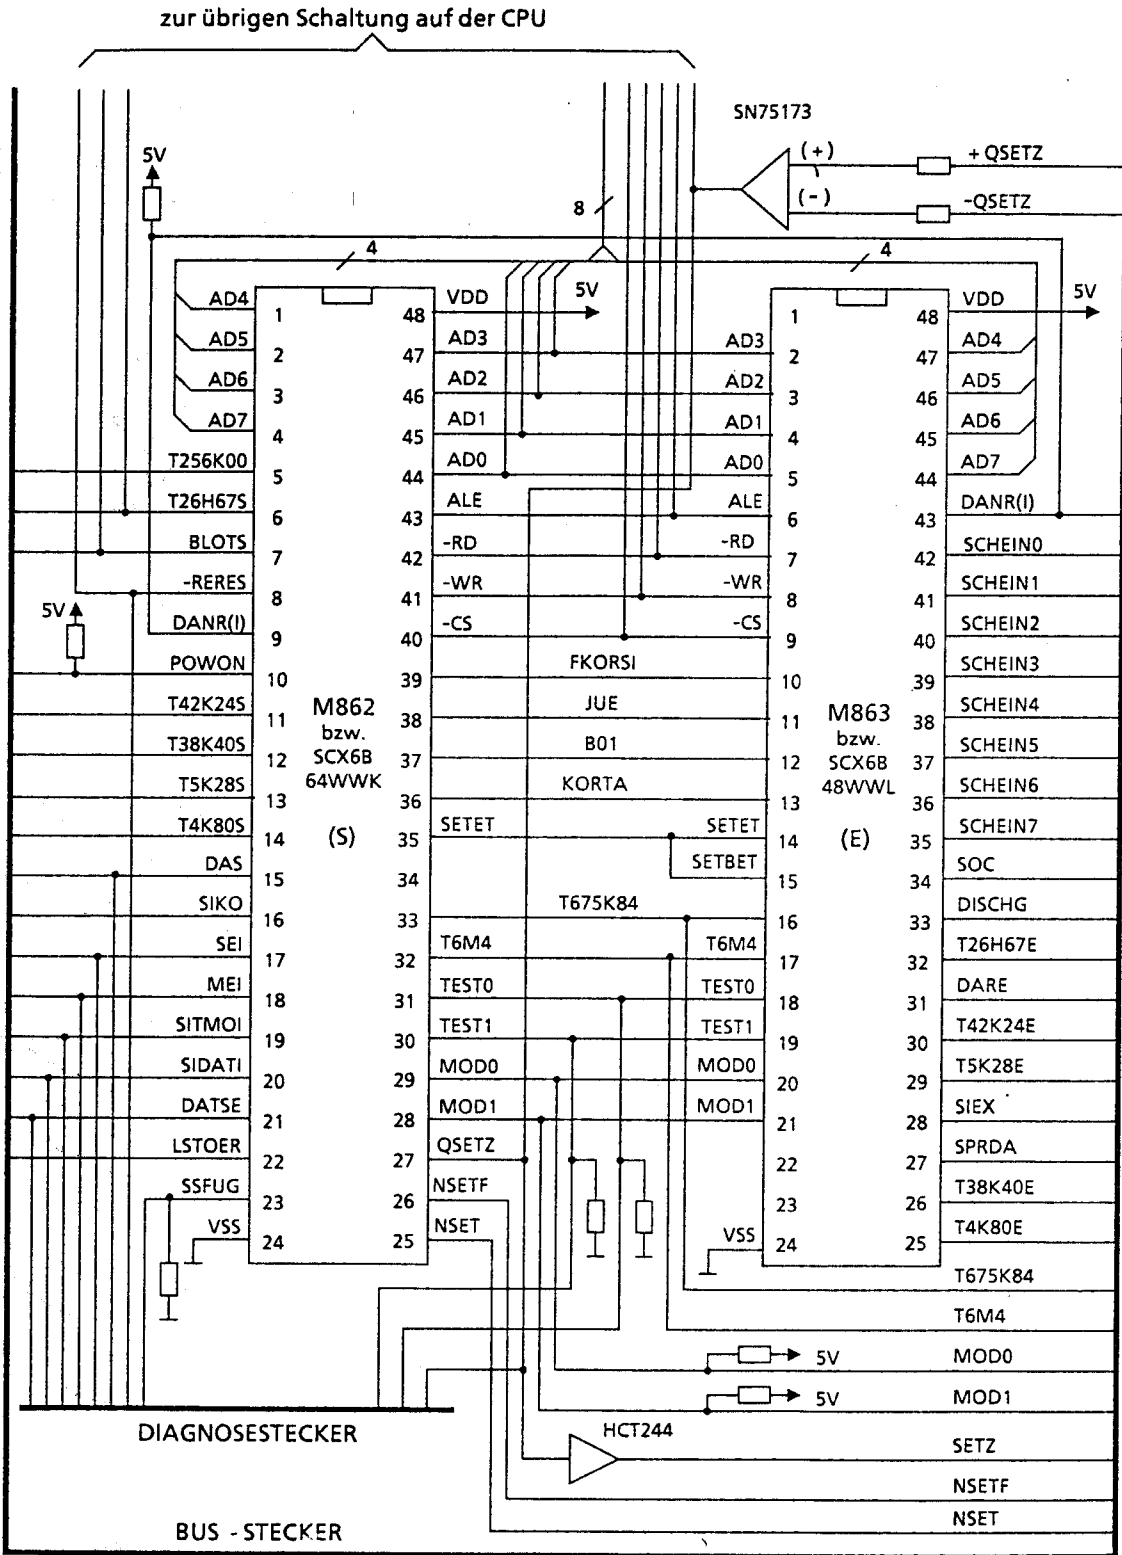 zur übrigen Schaltung auf der CPU
SN75173
5V
(+)
+QSETZ
(-)
-QSETZ
8
4
4
AD4
1
48
VDD
5V
AD5
2
47
AD3
AD6
3
46
AD2
AD7
4
45
AD1
T256K00
5
44
AD0
T26H67S
6
43
ALE
BLOTS
7
42
-RD
-RERES
8
41
-WR
5V
DANR(I)
9
40
-CS
POWON
10
39
FKORSI
T42K24S
11
38
JUE
T38K40S
12
37
B01
T5K28S
13
36
KORTA
T4K80S
14
35
SETET
DAS
15
34
SIKO
16
33
T675K84
SEI
17
32
T6M4
MEI
18
31
TEST0
SITMOI
19
30
TEST1
SIDATI
20
29
MOD0
DATSE
21
28
MOD1
LSTOER
22
27
QSETZ
SSFUG
23
26
NSETF
VSS
24
25
NSET
M862
bzw.
SCX6B
64WWK
(S)
1
48
VDD
5V
AD3
2
47
AD4
AD2
3
46
AD5
AD1
4
45
AD6
AD0
5
44
AD7
ALE
6
43
DANR(I)
-RD
7
42
SCHEIN0
-WR
8
41
SCHEIN1
-CS
9
40
SCHEIN2
10
39
SCHEIN3
11
38
SCHEIN4
12
37
SCHEIN5
13
36
SCHEIN6
SETET
14
35
SCHEIN7
SETBET
15
34
SOC
16
33
DISCHG
T6M4
17
32
T26H67E
TEST0
18
31
DARE
TEST1
19
30
T42K24E
MOD0
20
29
T5K28E
MOD1
21
28
SIEX
22
27
SPRDA
23
26
T38K40E
VSS
24
25
T4K80E
M863
bzw.
SCX6B
48WWL
(E)
T675K84
T6M4
5V
MOD0
5V
MOD1
DIAGNOSESTECKER
HCT244
SETZ
NSETF
NSET
BUS - STECKER